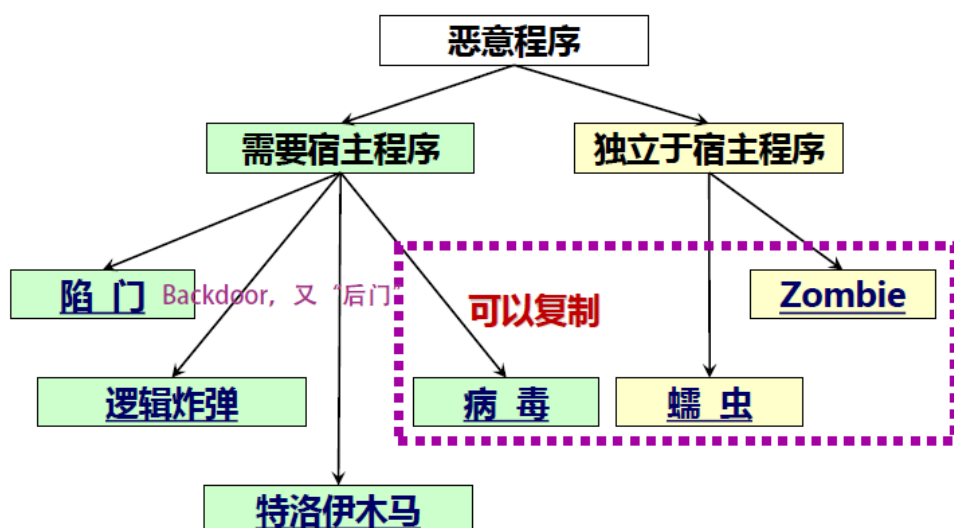 恶意程序
需要宿主程序
独立于宿主程序
陷 门
Backdoor, 又“后门”
Zombie
可以复制
逻辑炸弹
病 毒
蠕 虫
特洛伊木马